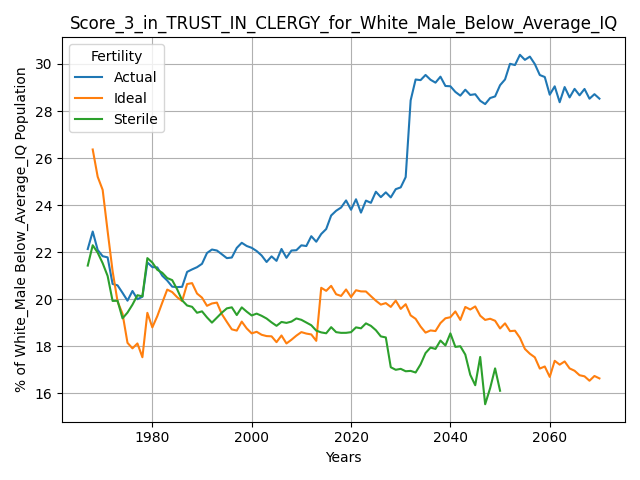 Score_3_in_TRUST_IN_CLERGY_for_White_Male_Below_Average_IQ
% of White_Male Below_Average_IQ Population
30
28
26
24
22
20
18
16
Fertility
Actual
Ideal
Sterile
1980
2000
2020
2040
2060
Years